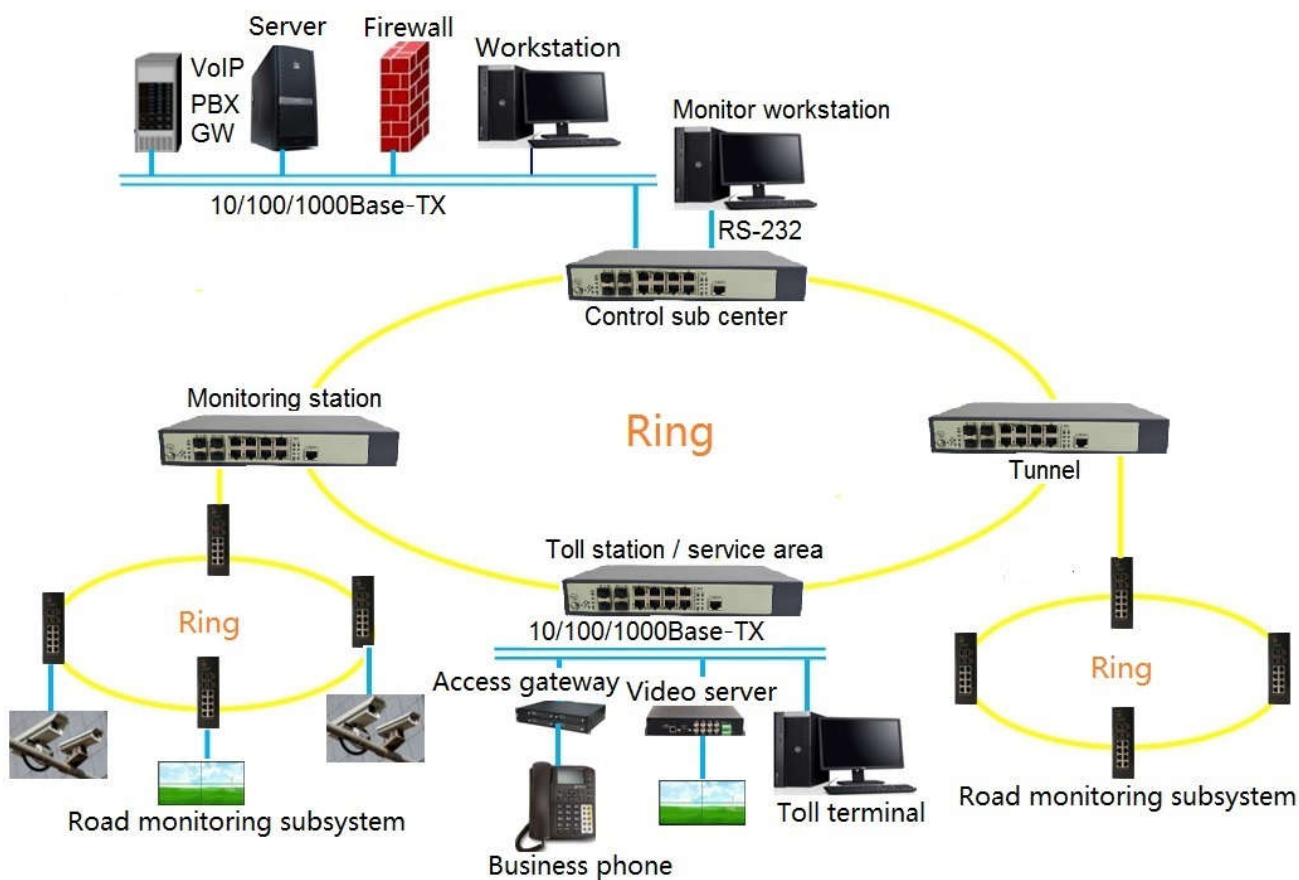 Server
Firewall
Workstation
VoIP
PBX
GW
Monitor workstation
10/100/1000Base-TX
RS-232
Control sub center
Monitoring station
Ring
Tunnel
Toll station / service area
Ring
10/100/1000Base-TX
Ring
Access gateway
Video server
Road monitoring subsystem
Toll terminal
Road monitoring subsystem
Business phone